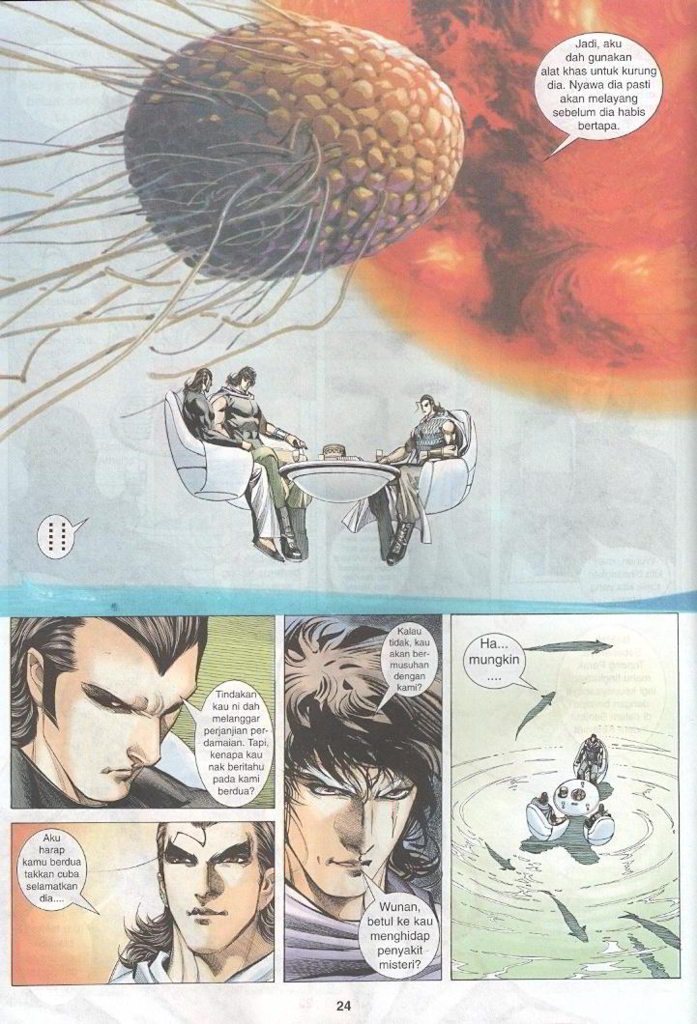 Jadi, aku
dah gunakan
alat khas untuk kurung
dia. Nyawa dia pasti
akan melayang
sebelum dia habis
bertapa.
Tindakan
kau ni dah
melanggar
perjanjian per-
damaian. Tapi,
kenapa kau
nak beritahu
pada kami
berdua?
Aku
harap
kamu berdua
takkan cuba
selamatkan
dia....
Kalau
tidak, kau
akan ber-
musuhan
dengan
kami?
Wunan,
betul ke kau
menghidap
penyakit
misteri?
Ha...
mungkin
....
24